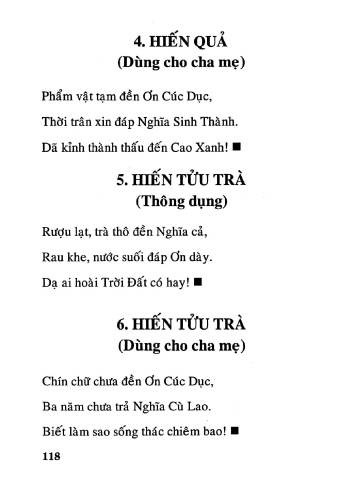 4. HIẾN QUẢ
(Dùng cho cha mẹ)
Phẩm vật tạm đền Ơn Cúc Dục,
Thời trân xin đáp Nghĩa Sinh Thành.
Dã kỉnh thành thấu đến Cao Xanh! ■
5. HIẾN TỬU TRÀ
(Thông dụng)
Rượu lạt, trà thô đền Nghĩa cả,
Rau khe, nước suối đáp Ơn dày.
Dạ ai hoài Trời Đất có hay! ■
6. HIẾN TỬU TRÀ
(Dùng cho cha mẹ)
Chín chữ chưa đền Ơn Cúc Dục,
Ba năm chưa trả Nghĩa Cù Lao.
Biết làm sao sống thác chiêm bao! ■
118